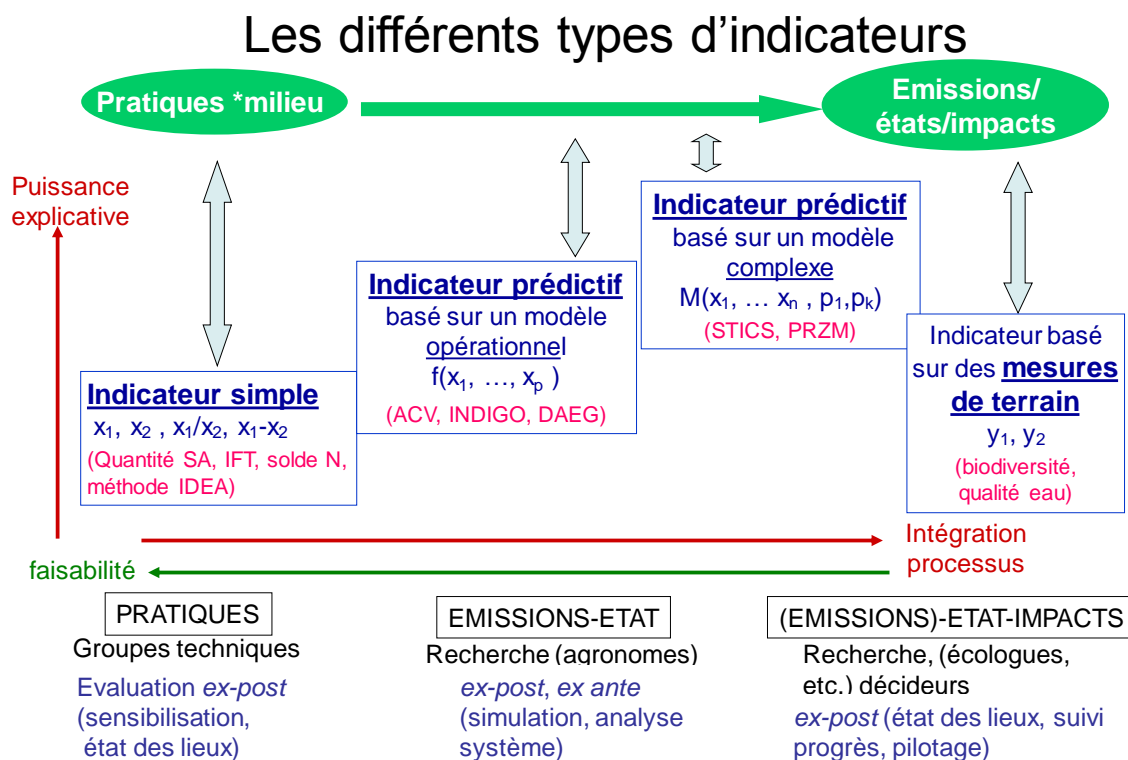 Les différents types d'indicateurs
Pratiques *milieu
Emissions/
états/impacts
Puissance
explicative
Indicateur simple
x1, x2 , x1/x2, x1-x2
(Quantité SA, IFT, solde N,
méthode IDEA)
Indicateur prédictif
basé sur un modèle
opérationnel
f(x1, …, xp )
(ACV, INDIGO, DAEG)
Indicateur prédictif
basé sur un modèle
complexe
M(x1, … xn , p1,pk)
(STICS, PRZM)
Indicateur basé
sur des mesures
de terrain
y1, y2
(biodiversité,
qualité eau)
Intégration
processus
faisabilité
PRATIQUES
Groupes techniques
Evaluation ex-post
(sensibilisation,
état des lieux)
EMISSIONS-ETAT
Recherche (agronomes)
ex-post, ex ante
(simulation, analyse
système)
(EMISSIONS)-ETAT-IMPACTS
Recherche, (écologues,
etc.) décideurs
ex-post (état des lieux, suivi
progrès, pilotage)